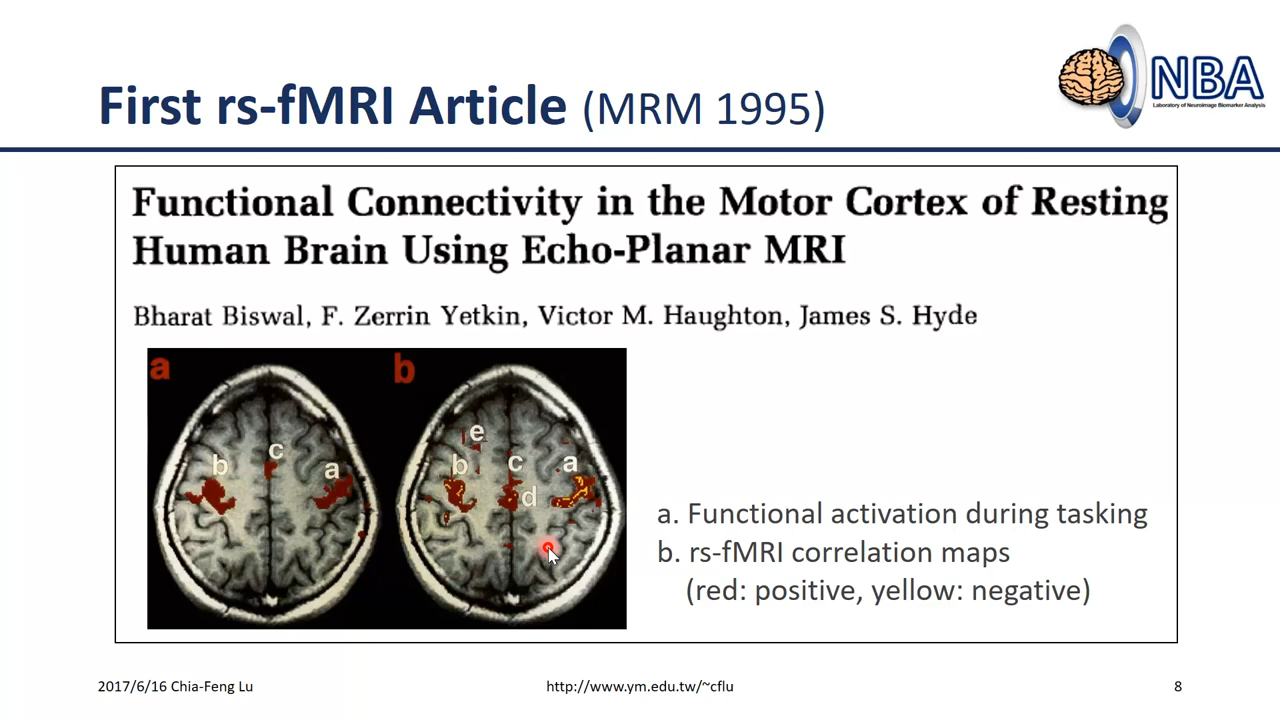 NBA
Laboratory of Neuroimage Biomarker Analysis
First rs-fMRI Article (MRM 1995)
Functional Connectivity in the Motor Cortex of Resting
Human Brain Using Echo-Planar MRI
Bharat Biswal, F. Zerrin Yetkin, Victor M. Haughton, James S. Hyde
a
b
b
c
a
e
b
c
a
d
a. Functional activation during tasking
b. rs-fMRI correlation maps
(red: positive, yellow: negative)
2017/6/16 Chia-Feng Lu
http://www.ym.edu.tw/~cflu
8